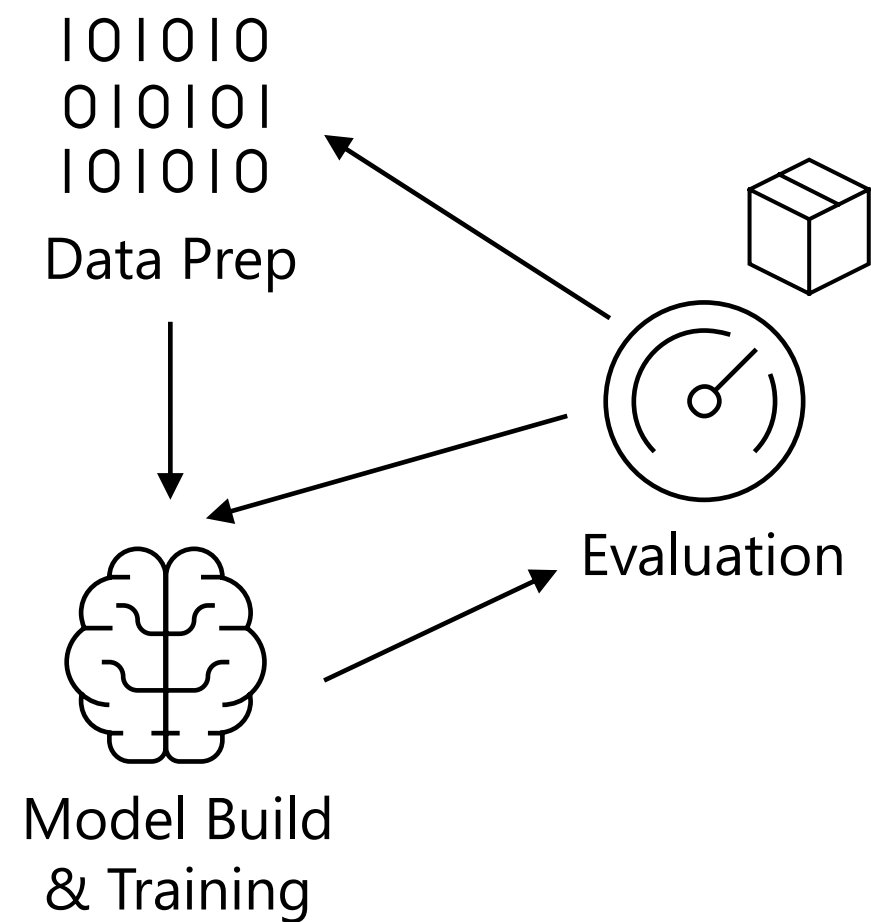 101010
010101
101010
Data Prep
Evaluation
Model Build
& Training